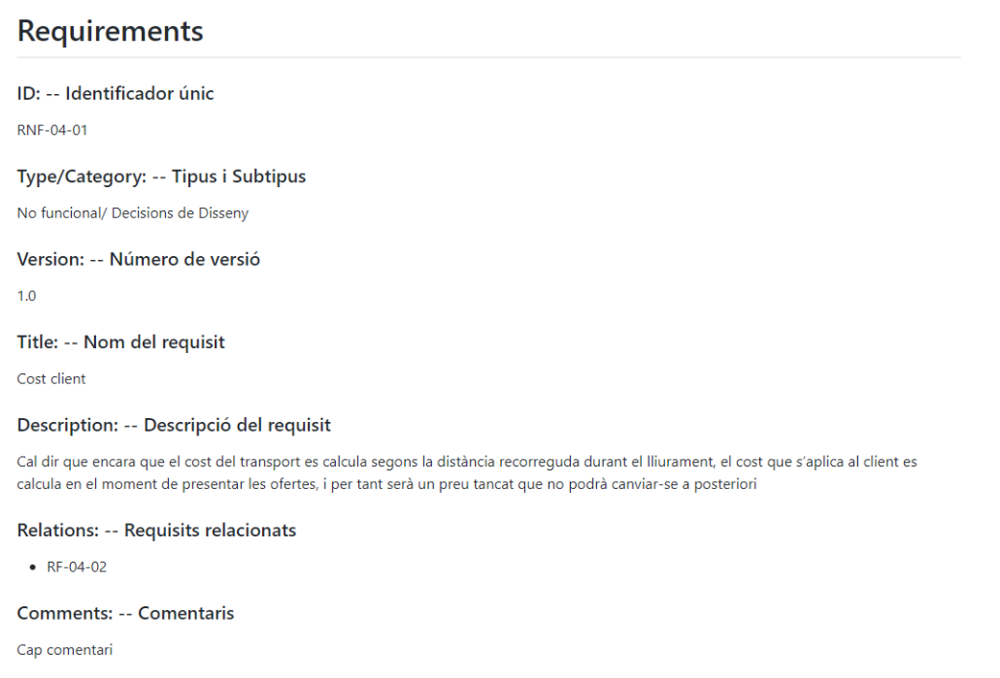 Requirements
ID: -- Identificador únic
RNF-04-01
Type/Category: -- Tipus i Subtipus
No funcional/ Decisions de Disseny
Version: -- Número de versió
1.0
Title: -- Nom del requisit
Cost client
Description: -- Descripció del requisit
Cal dir que encara que el cost del transport es calcula segons la distància recorreguda durant el lliurament, el cost que s’aplica al client es
calcula en el moment de presentar les ofertes, i per tant serà un preu tancat que no podrà canviar-se a posteriori
Relations: -- Requisits relacionats
• RF-04-02
Comments: -- Comentaris
Cap comentari